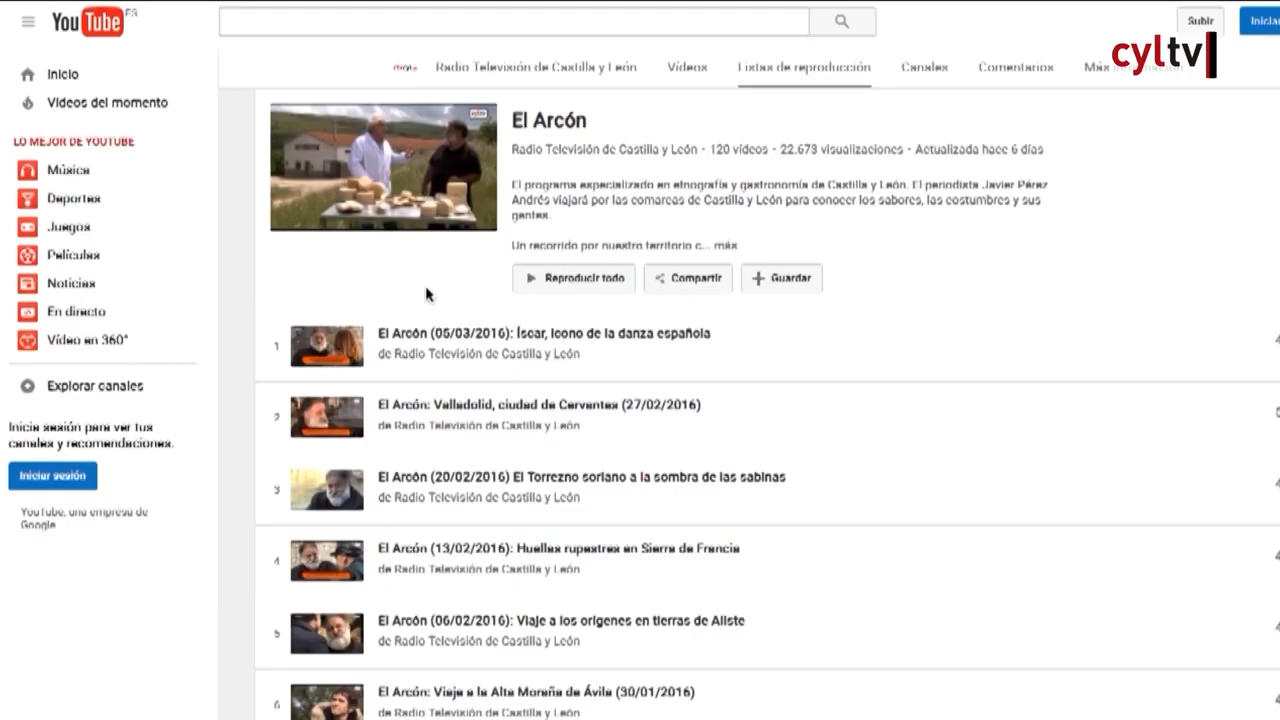 YouTube ES
Subir
Iniciar
cyltv
Radio Televisión de Castilla y León
Vídeos
Listas de reproducción
Canales
Comentarios
Más
Inicio
Vídeos del momento
LO MEJOR DE YOUTUBE
Música
Deportes
Juegos
Películas
Noticias
En directo
Vídeo en 360°
Explorar canales
Inicia sesión para ver tus
canales y recomendaciones.
Iniciar sesión
YouTube, una empresa de
Google
El Arcón
Radio Televisión de Castilla y León · 120 vídeos · 22.673 visualizaciones · Actualizada hace 6 días
El programa especializado en etnografía y gastronomía de Castilla y León. El periodista Javier Pérez
Andrés viajará por las comarcas de Castilla y León para conocer los sabores, las costumbres y sus
gentes.
Un recorrido por nuestro territorio c... más
Reproducir todo
Compartir
Guardar
1
El Arcón (05/03/2016): Íscar, icono de la danza española
de Radio Televisión de Castilla y León
2
El Arcón: Valladolid, ciudad de Cervantes (27/02/2016)
de Radio Televisión de Castilla y León
3
El Arcón (20/02/2016) El Torrezno soriano a la sombra de las sabinas
de Radio Televisión de Castilla y León
4
El Arcón (13/02/2016): Huellas rupestres en Sierra de Francia
de Radio Televisión de Castilla y León
5
El Arcón (06/02/2016): Viaje a los orígenes en tierras de Aliste
de Radio Televisión de Castilla y León
6
El Arcón: Viaje a la Alta Moraña de Ávila (30/01/2016)
de Radio Televisión de Castilla y León